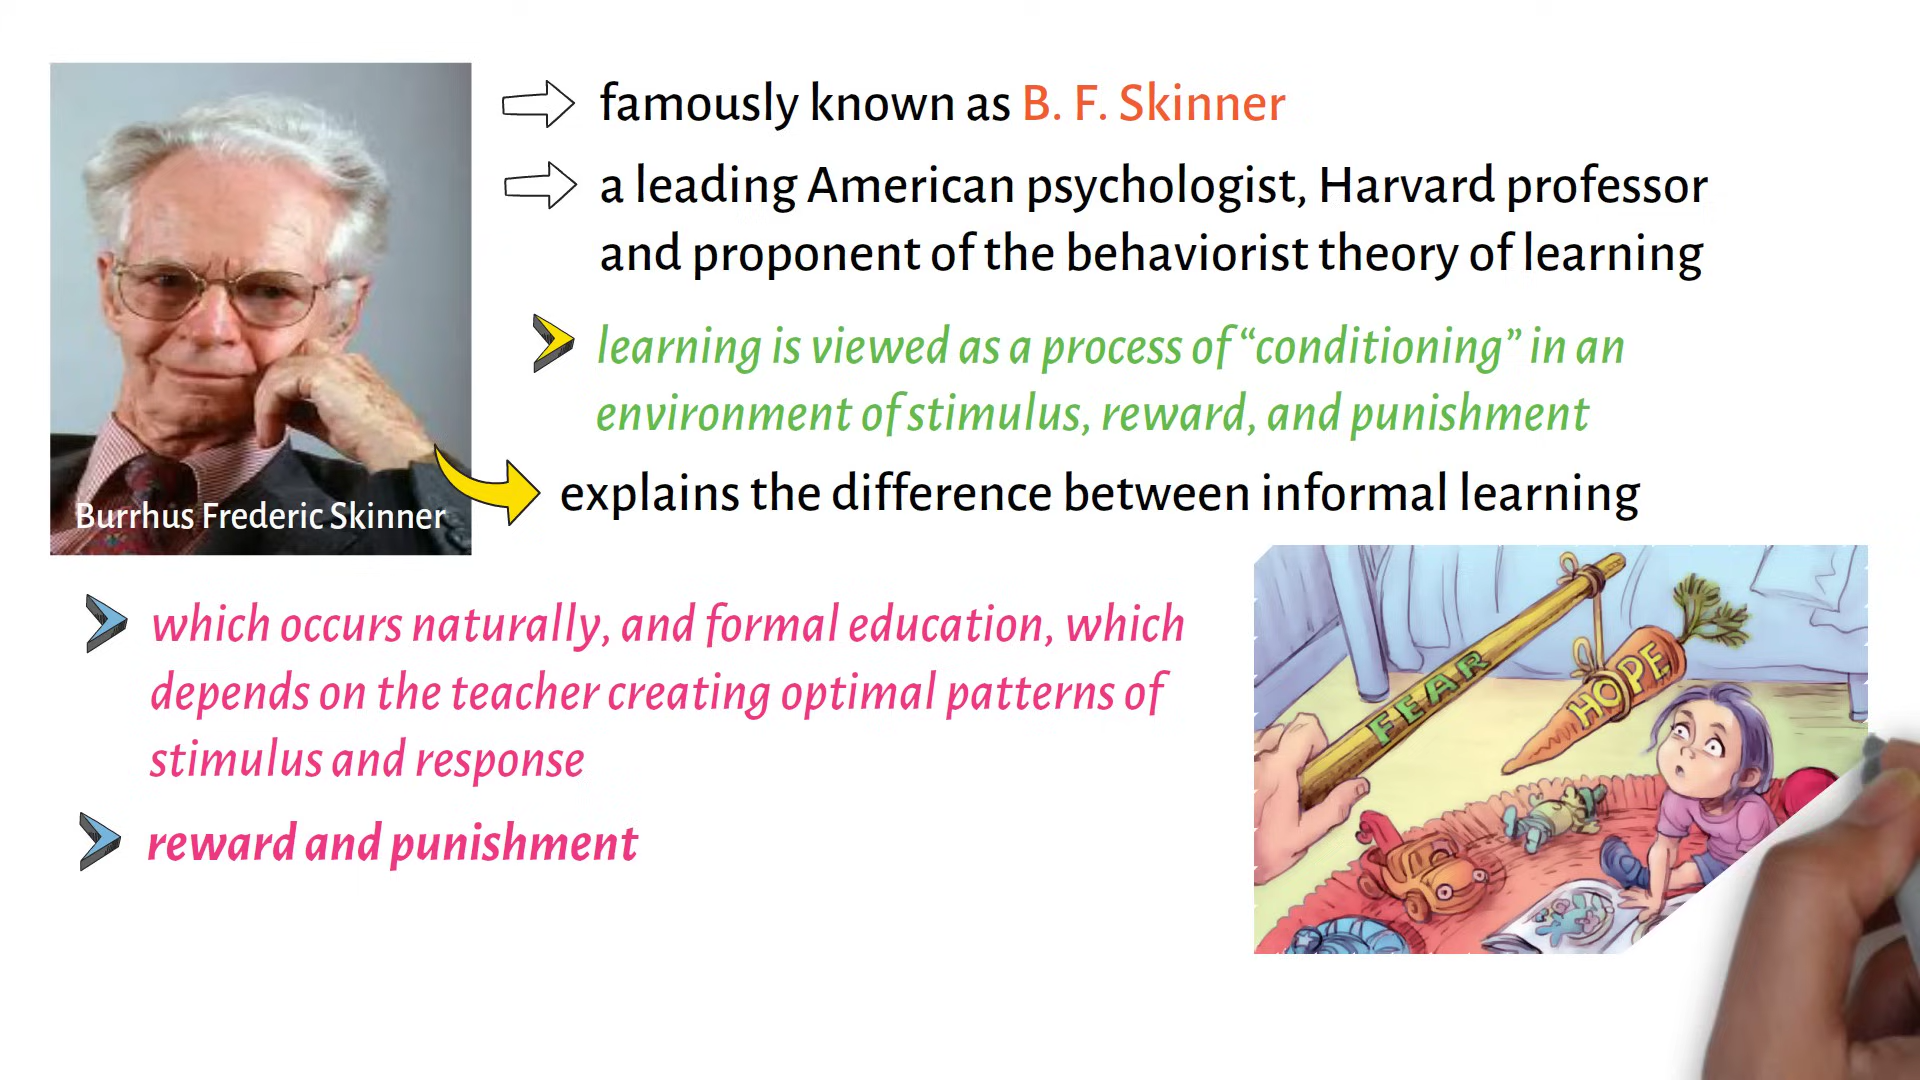 famously known as B. F. Skinner
a leading American psychologist, Harvard professor
and proponent of the behaviorist theory of learning
learning is viewed as a process of “conditioning” in an
environment of stimulus, reward, and punishment
explains the difference between informal learning
Burrhus Frederic Skinner
which occurs naturally, and formal education, which
depends on the teacher creating optimal patterns of
stimulus and response
reward and punishment
FEAR
HOPE